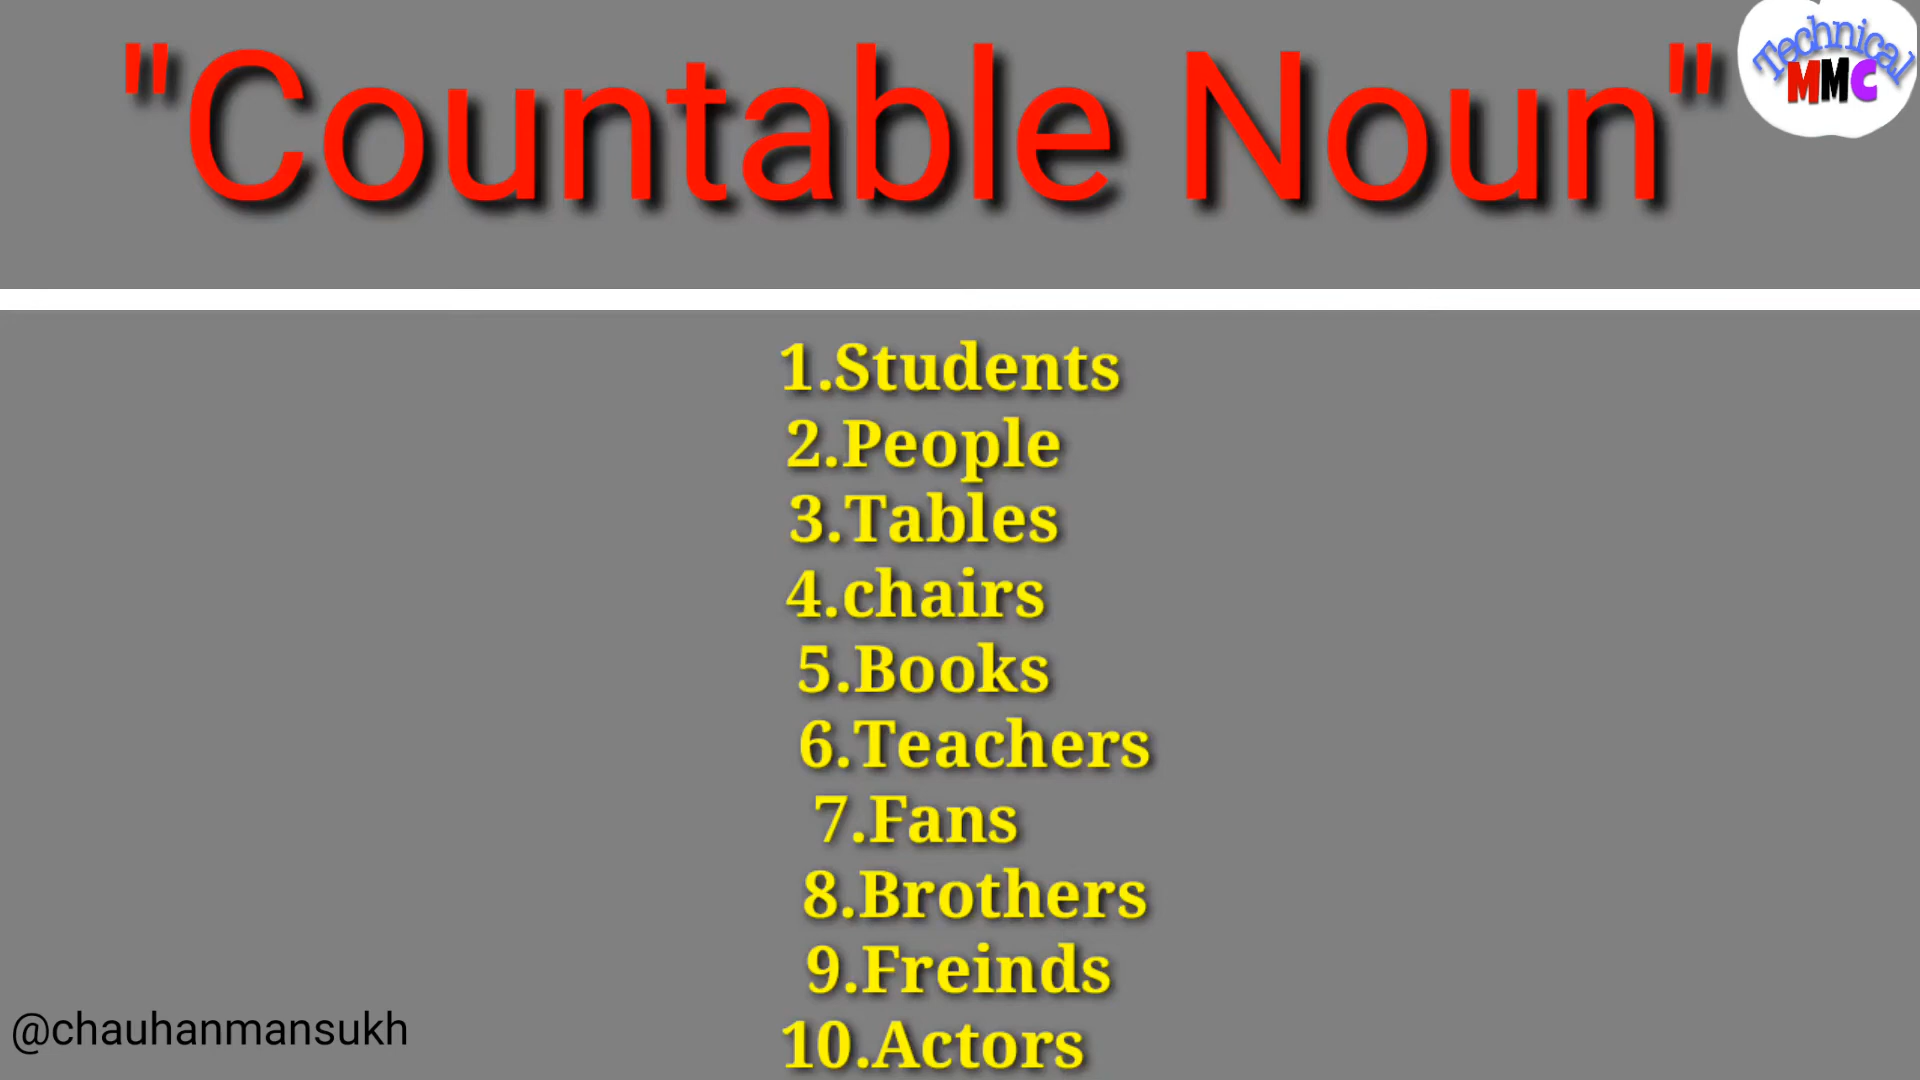 "Countable Noun"
Technical
MMC
1.Students
2.People
3.Tables
4.chairs
5.Books
6.Teachers
7.Fans
8.Brothers
9.Freinds
10.Actors
@chauhanmansukh